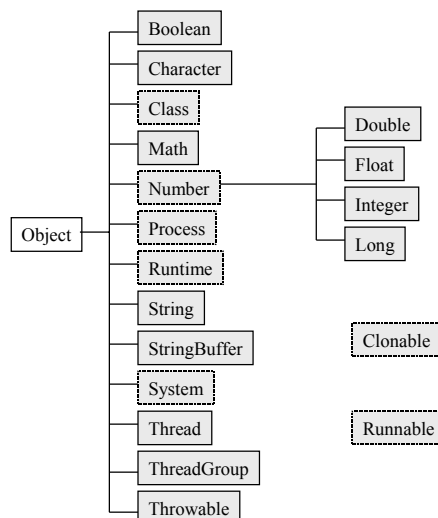 Boolean
Character
Class
Math
Number
Process
Runtime
String
StringBuffer
System
Thread
ThreadGroup
Throwable
Object
Double
Float
Integer
Long
Clonable
Runnable